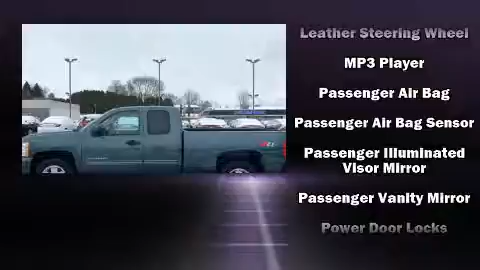 Leather Steering Wheel
MP3 Player
Passenger Air Bag
Passenger Air Bag Sensor
Passenger Illuminated
Visor Mirror
Passenger Vanity Mirror
Power Door Locks